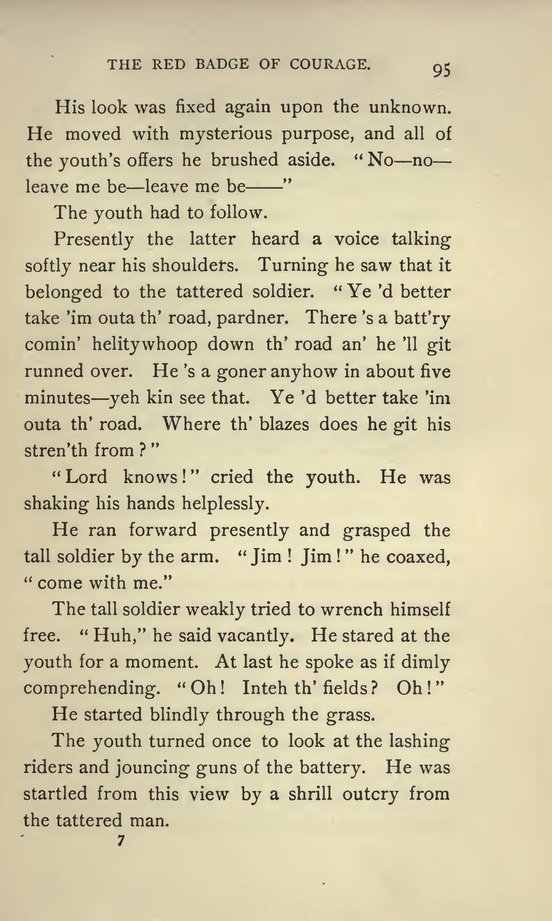 THE RED BADGE OF COURAGE. 95
His look was fixed again upon the unknown.
He moved with mysterious purpose, and all of
the youth's offers he brushed aside. "No—no—
leave me be—leave me be——"
The youth had to follow.
Presently the latter heard a voice talking
softly near his shoulders. Turning he saw that it
belonged to the tattered soldier. "Ye 'd better
take 'im outa th' road, pardner. There 's a batt'ry
comin' helitywhoop down th' road an' he 'll git
runned over. He 's a goner anyhow in about five
minutes—yeh kin see that. Ye 'd better take 'im
outa th' road. Where th' blazes does he git his
stren'th from ?"
"Lord knows!" cried the youth. He was
shaking his hands helplessly.
He ran forward presently and grasped the
tall soldier by the arm. "Jim ! Jim !" he coaxed,
"come with me."
The tall soldier weakly tried to wrench himself
free. "Huh," he said vacantly. He stared at the
youth for a moment. At last he spoke as if dimly
comprehending. "Oh ! Inteh th' fields ? Oh !"
He started blindly through the grass.
The youth turned once to look at the lashing
riders and jouncing guns of the battery. He was
startled from this view by a shrill outcry from
the tattered man.
7